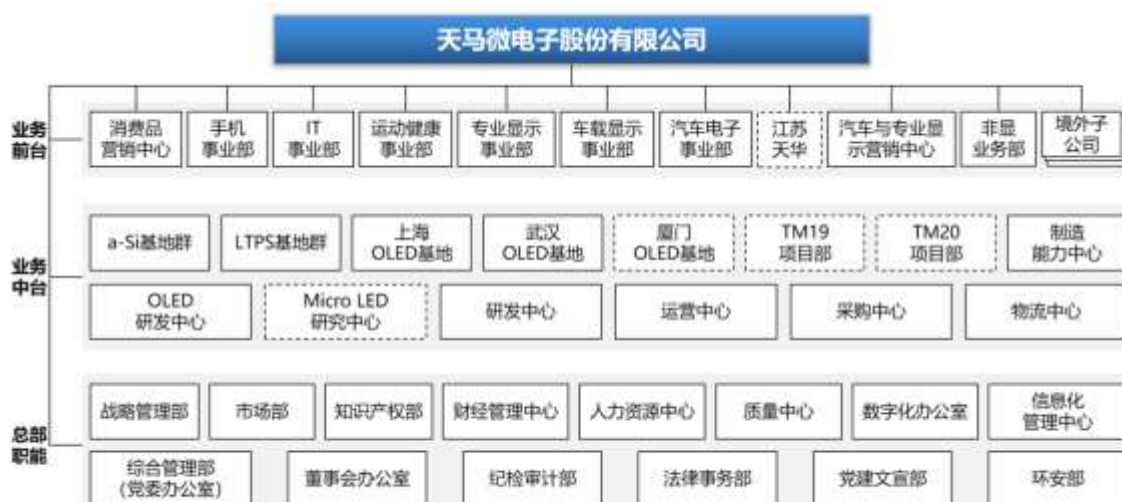 天马微电子股份有限公司
业务
前台
消费品
营销中心
手机
事业部
IT
事业部
运动健康
事业部
专业显示
事业部
车载显示
事业部
汽车电子
事业部
江苏
天华
汽车与专业显
示营销中心
非显
业务部
境外子
公司
业务
中台
a-Si基地群
LTPS基地群
上海
OLED基地
武汉
OLED基地
厦门
OLED基地
TM19
项目部
TM20
项目部
制造
能力中心
OLED
研发中心
Micro LED
研究中心
研发中心
运营中心
采购中心
物流中心
总部
职能
战略管理部
市场部
知识产权部
财经管理中心
人力资源中心
质量中心
数字化办公室
信息化
管理中心
综合管理部
(党委办公室)
董事会办公室
纪检审计部
法律事务部
党建文宣部
环安部